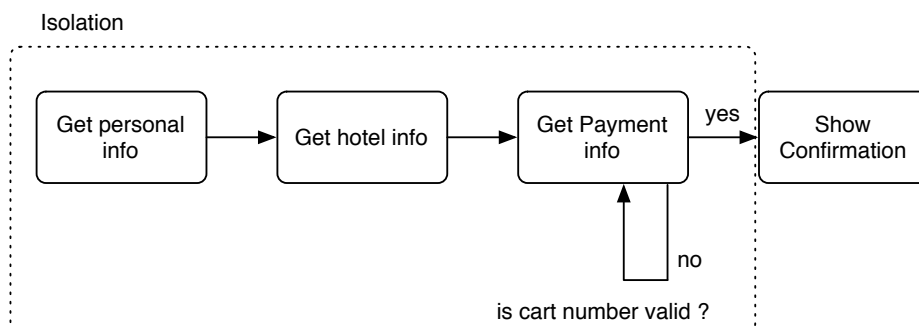 Isolation
Get personal
info
Get hotel info
Get Payment
info
yes
Show
Confirmation
no
is cart number valid ?